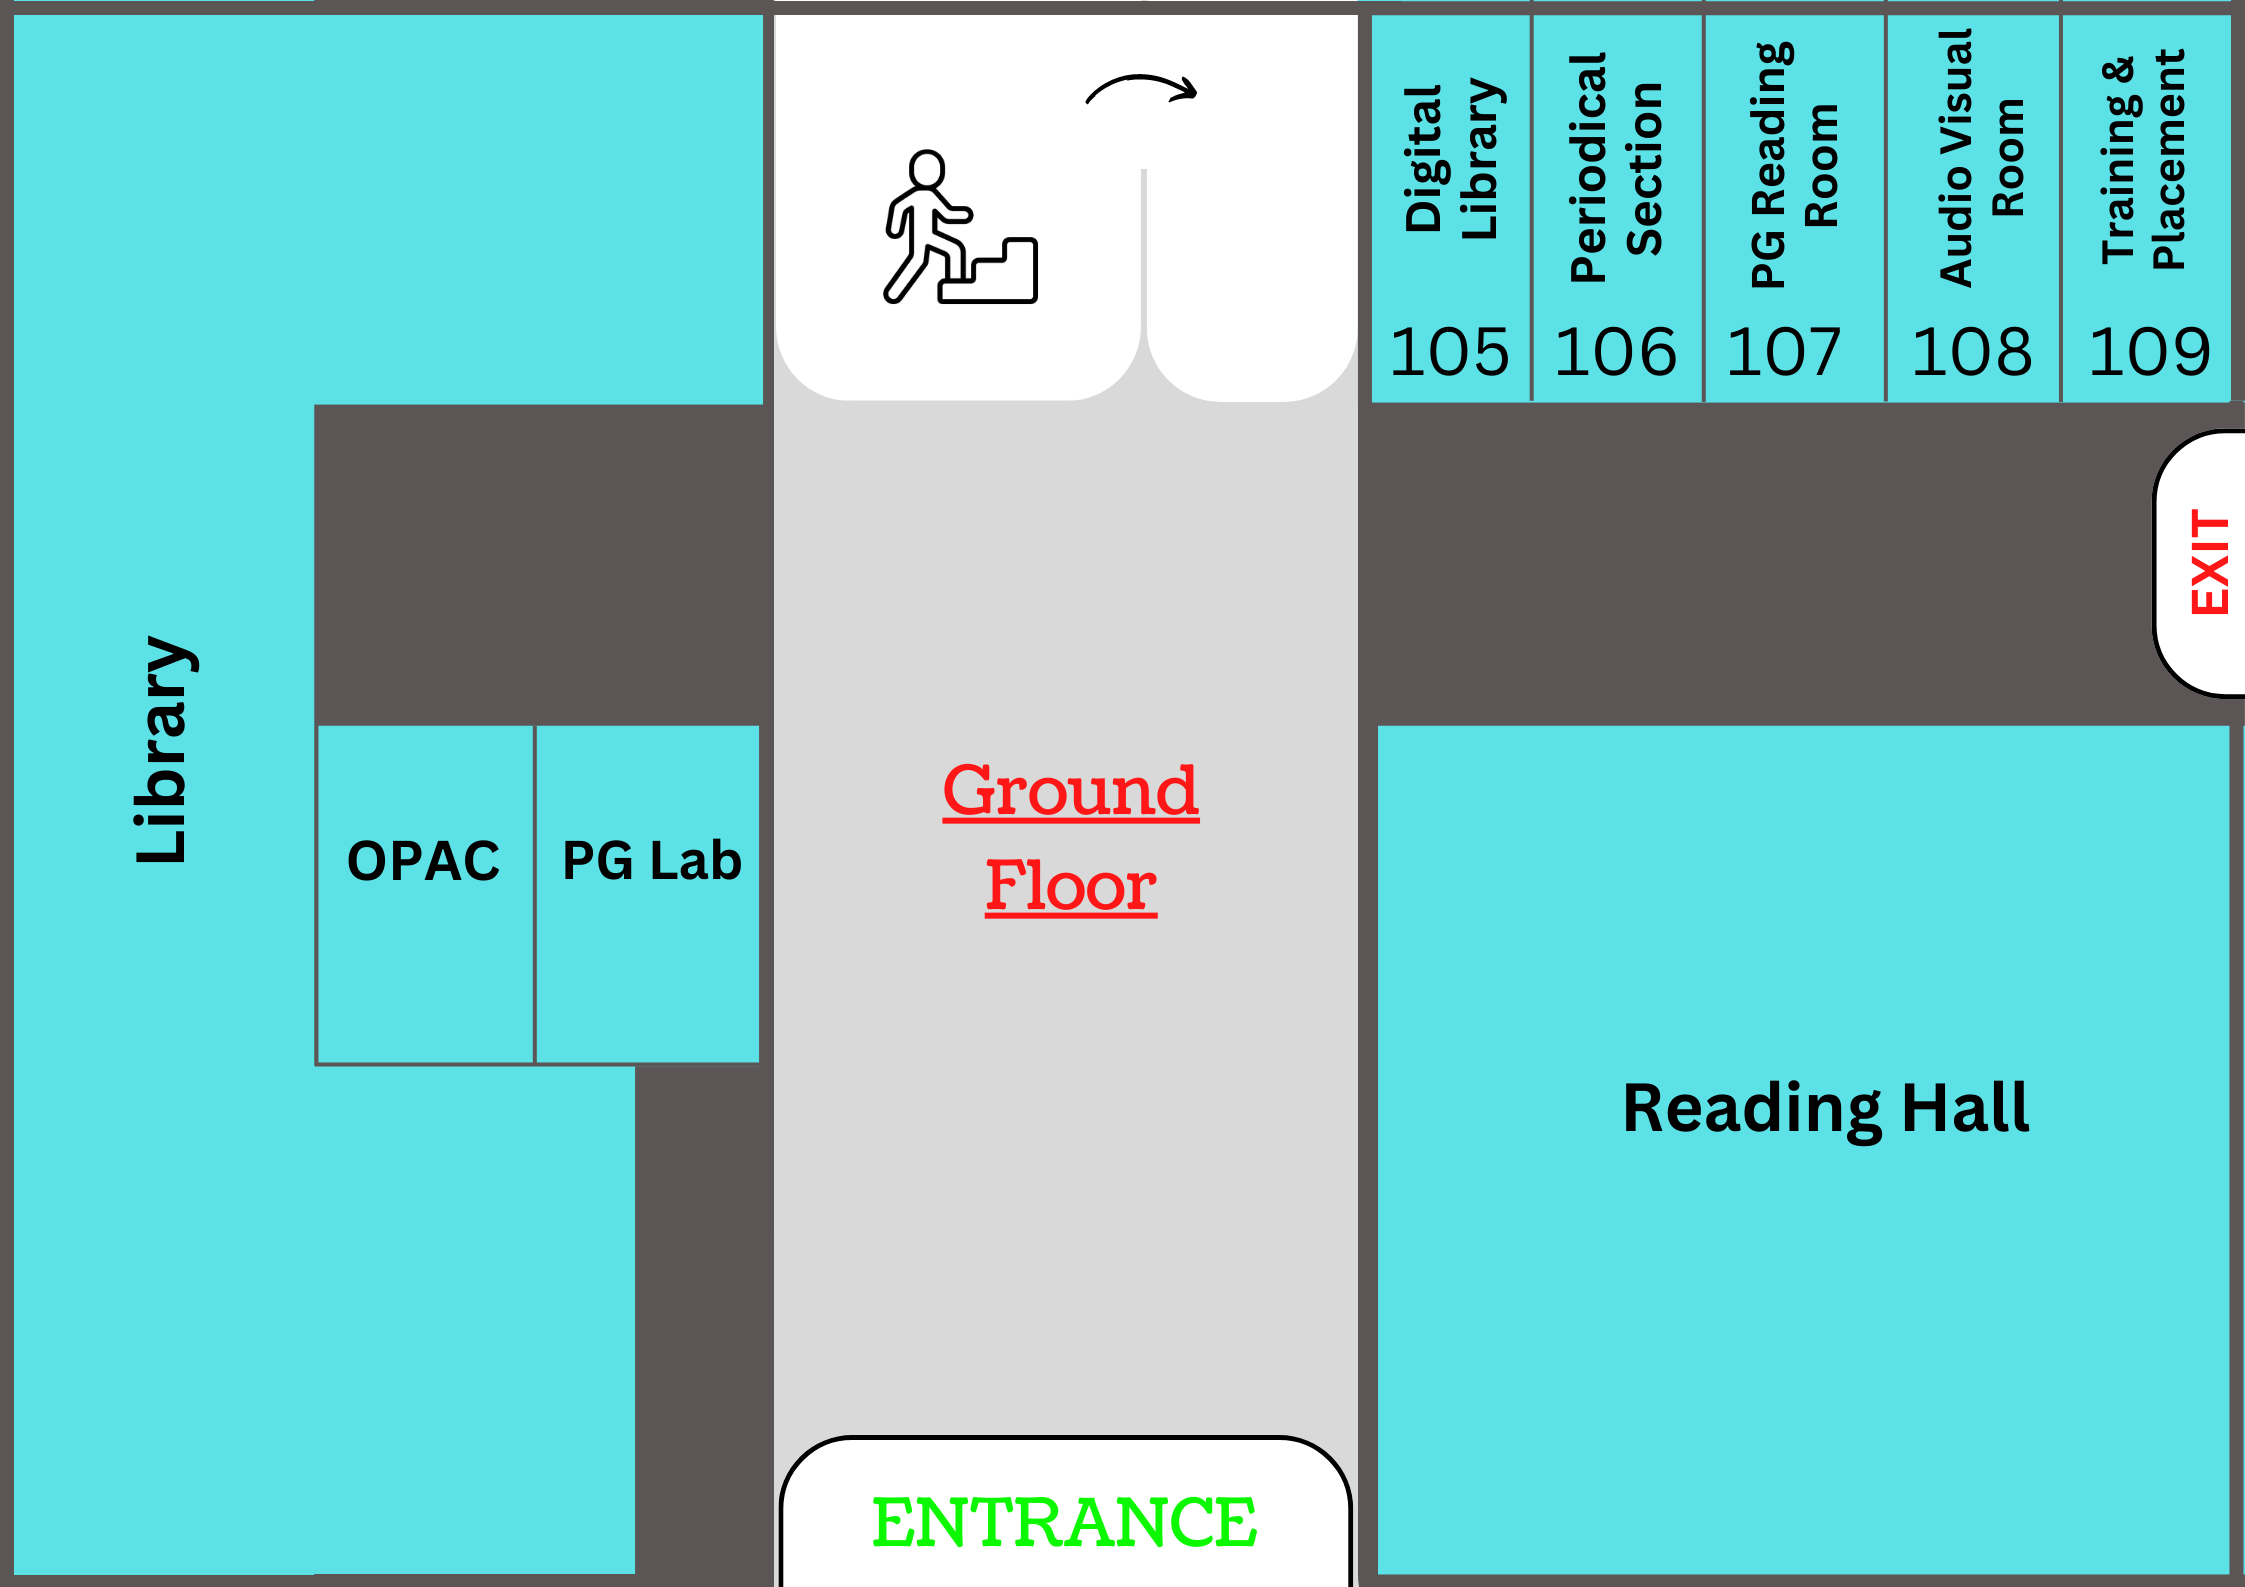 Digital
Library
105
Periodical
Section
106
PG Reading
Room
107
Audio Visual
Room
108
Training &
Placement
109
EXIT
Library
OPAC
PG Lab
Ground
Floor
Reading Hall
ENTRANCE